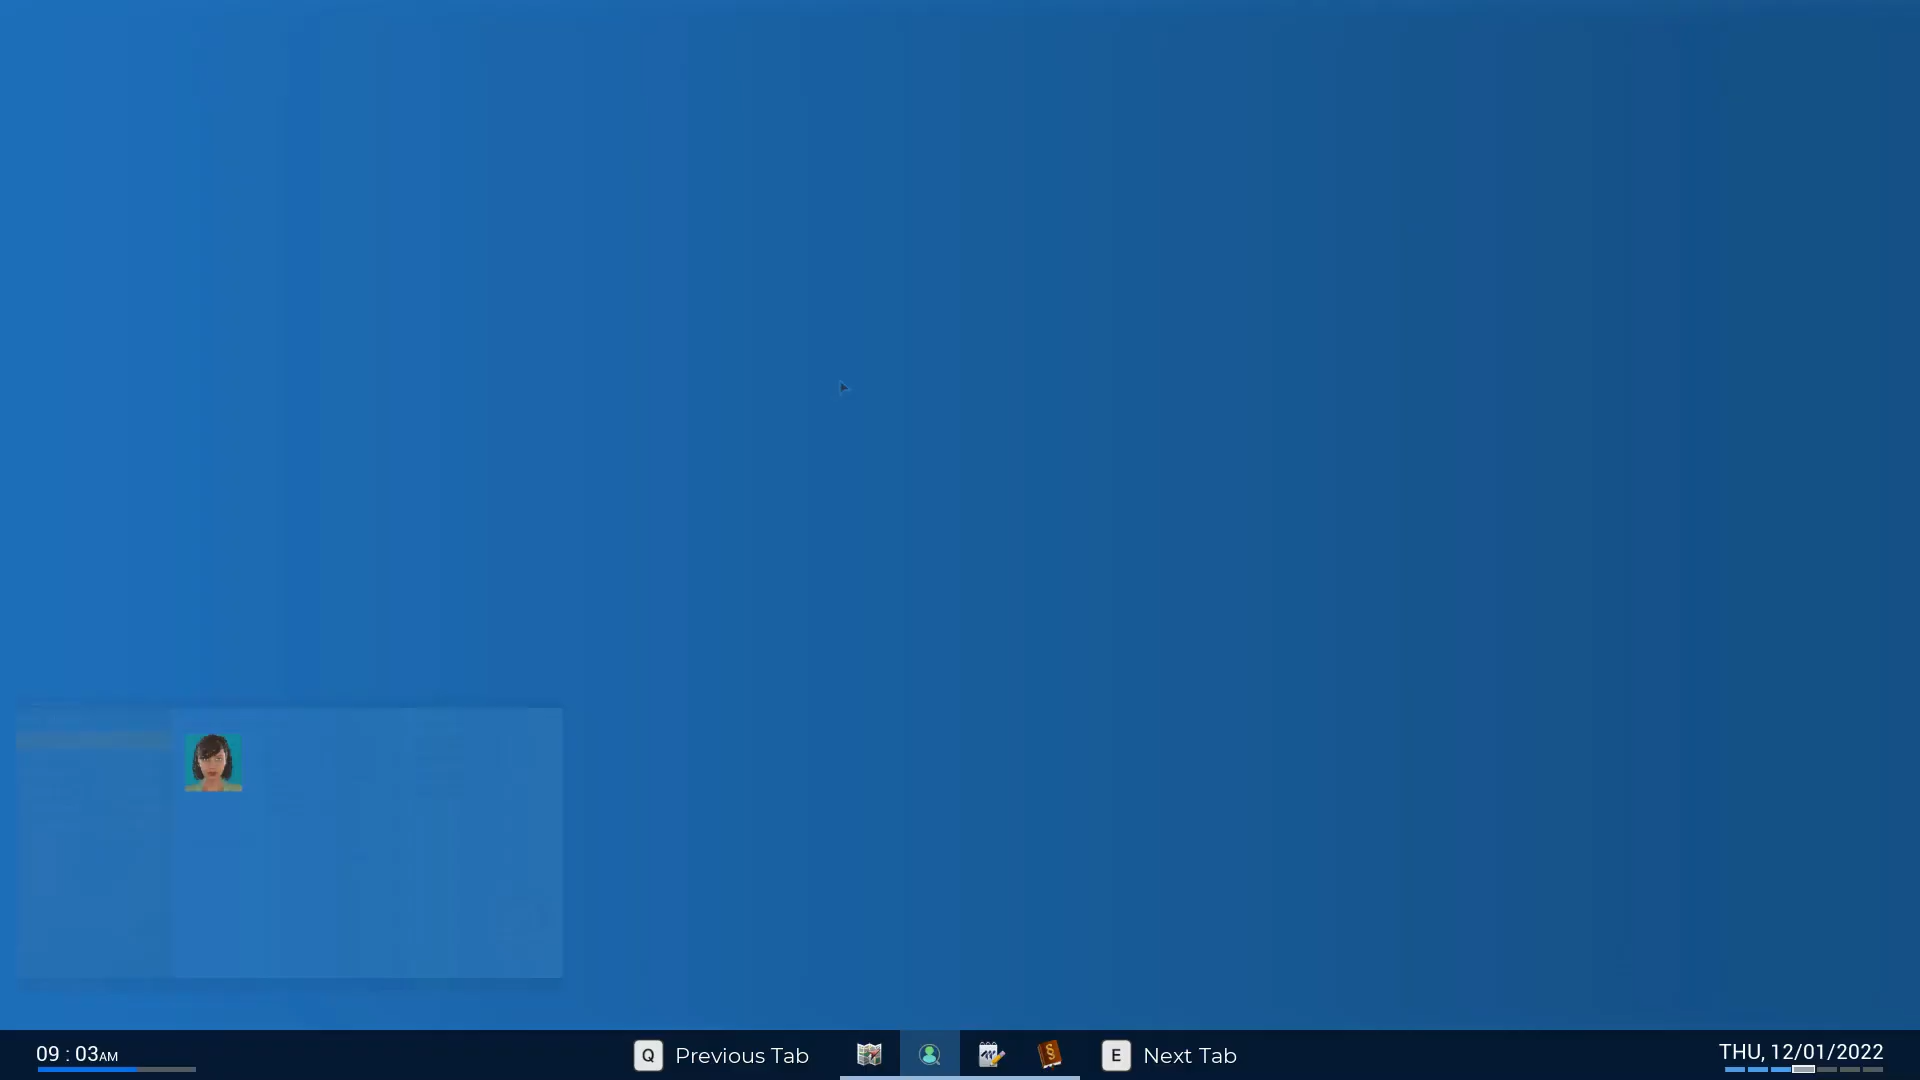 09 : 03AM
Q Previous Tab
E Next Tab
THU, 12/01/2022